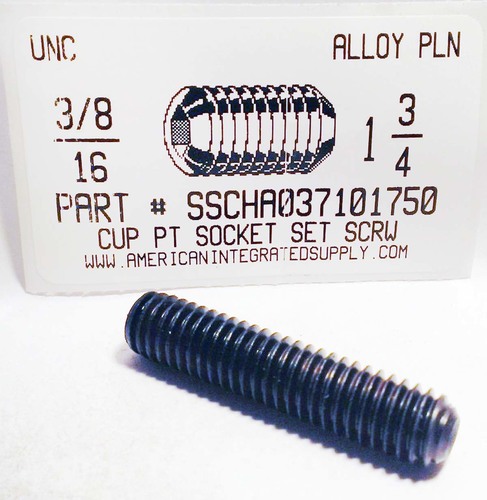 UNC
ALLOY PLN
3/8
16
1 3/4
PART # SSCHA037101750
CUP PT SOCKET SET SCRW
WWW.AMERICANINTEGRATEDSUPPLY.COM